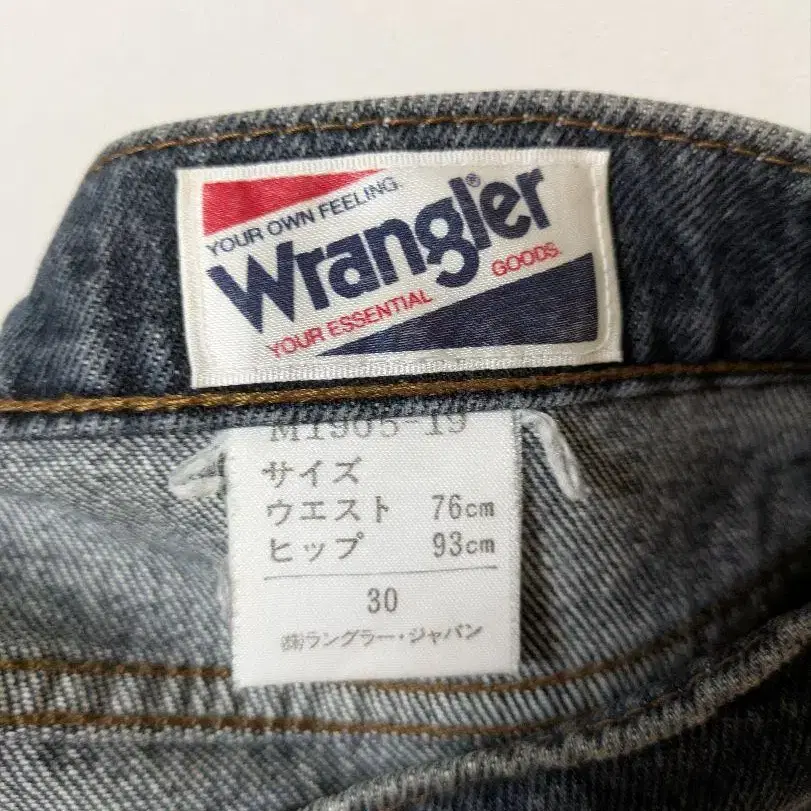 YOUR OWN FEELING
Wrangler®
YOUR ESSENTIAL GOODS.
M1905-19
サイズ
ウエスト 76cm
ヒップ 93cm
30
㈱ラングラー・ジャパン